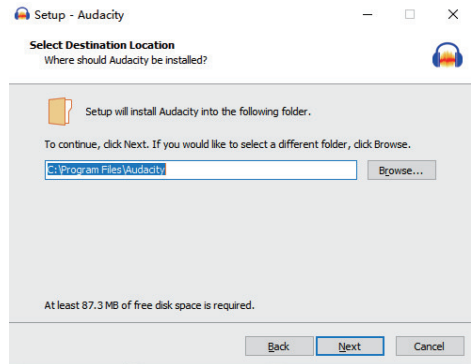 Setup - Audacity
Select Destination Location
Where should Audacity be installed?
Setup will install Audacity into the following folder.
To continue, click Next. If you would like to select a different folder, click Browse.
C:\Program Files\Audacity
Browse...
At least 87.3 MB of free disk space is required.
Back
Next
Cancel